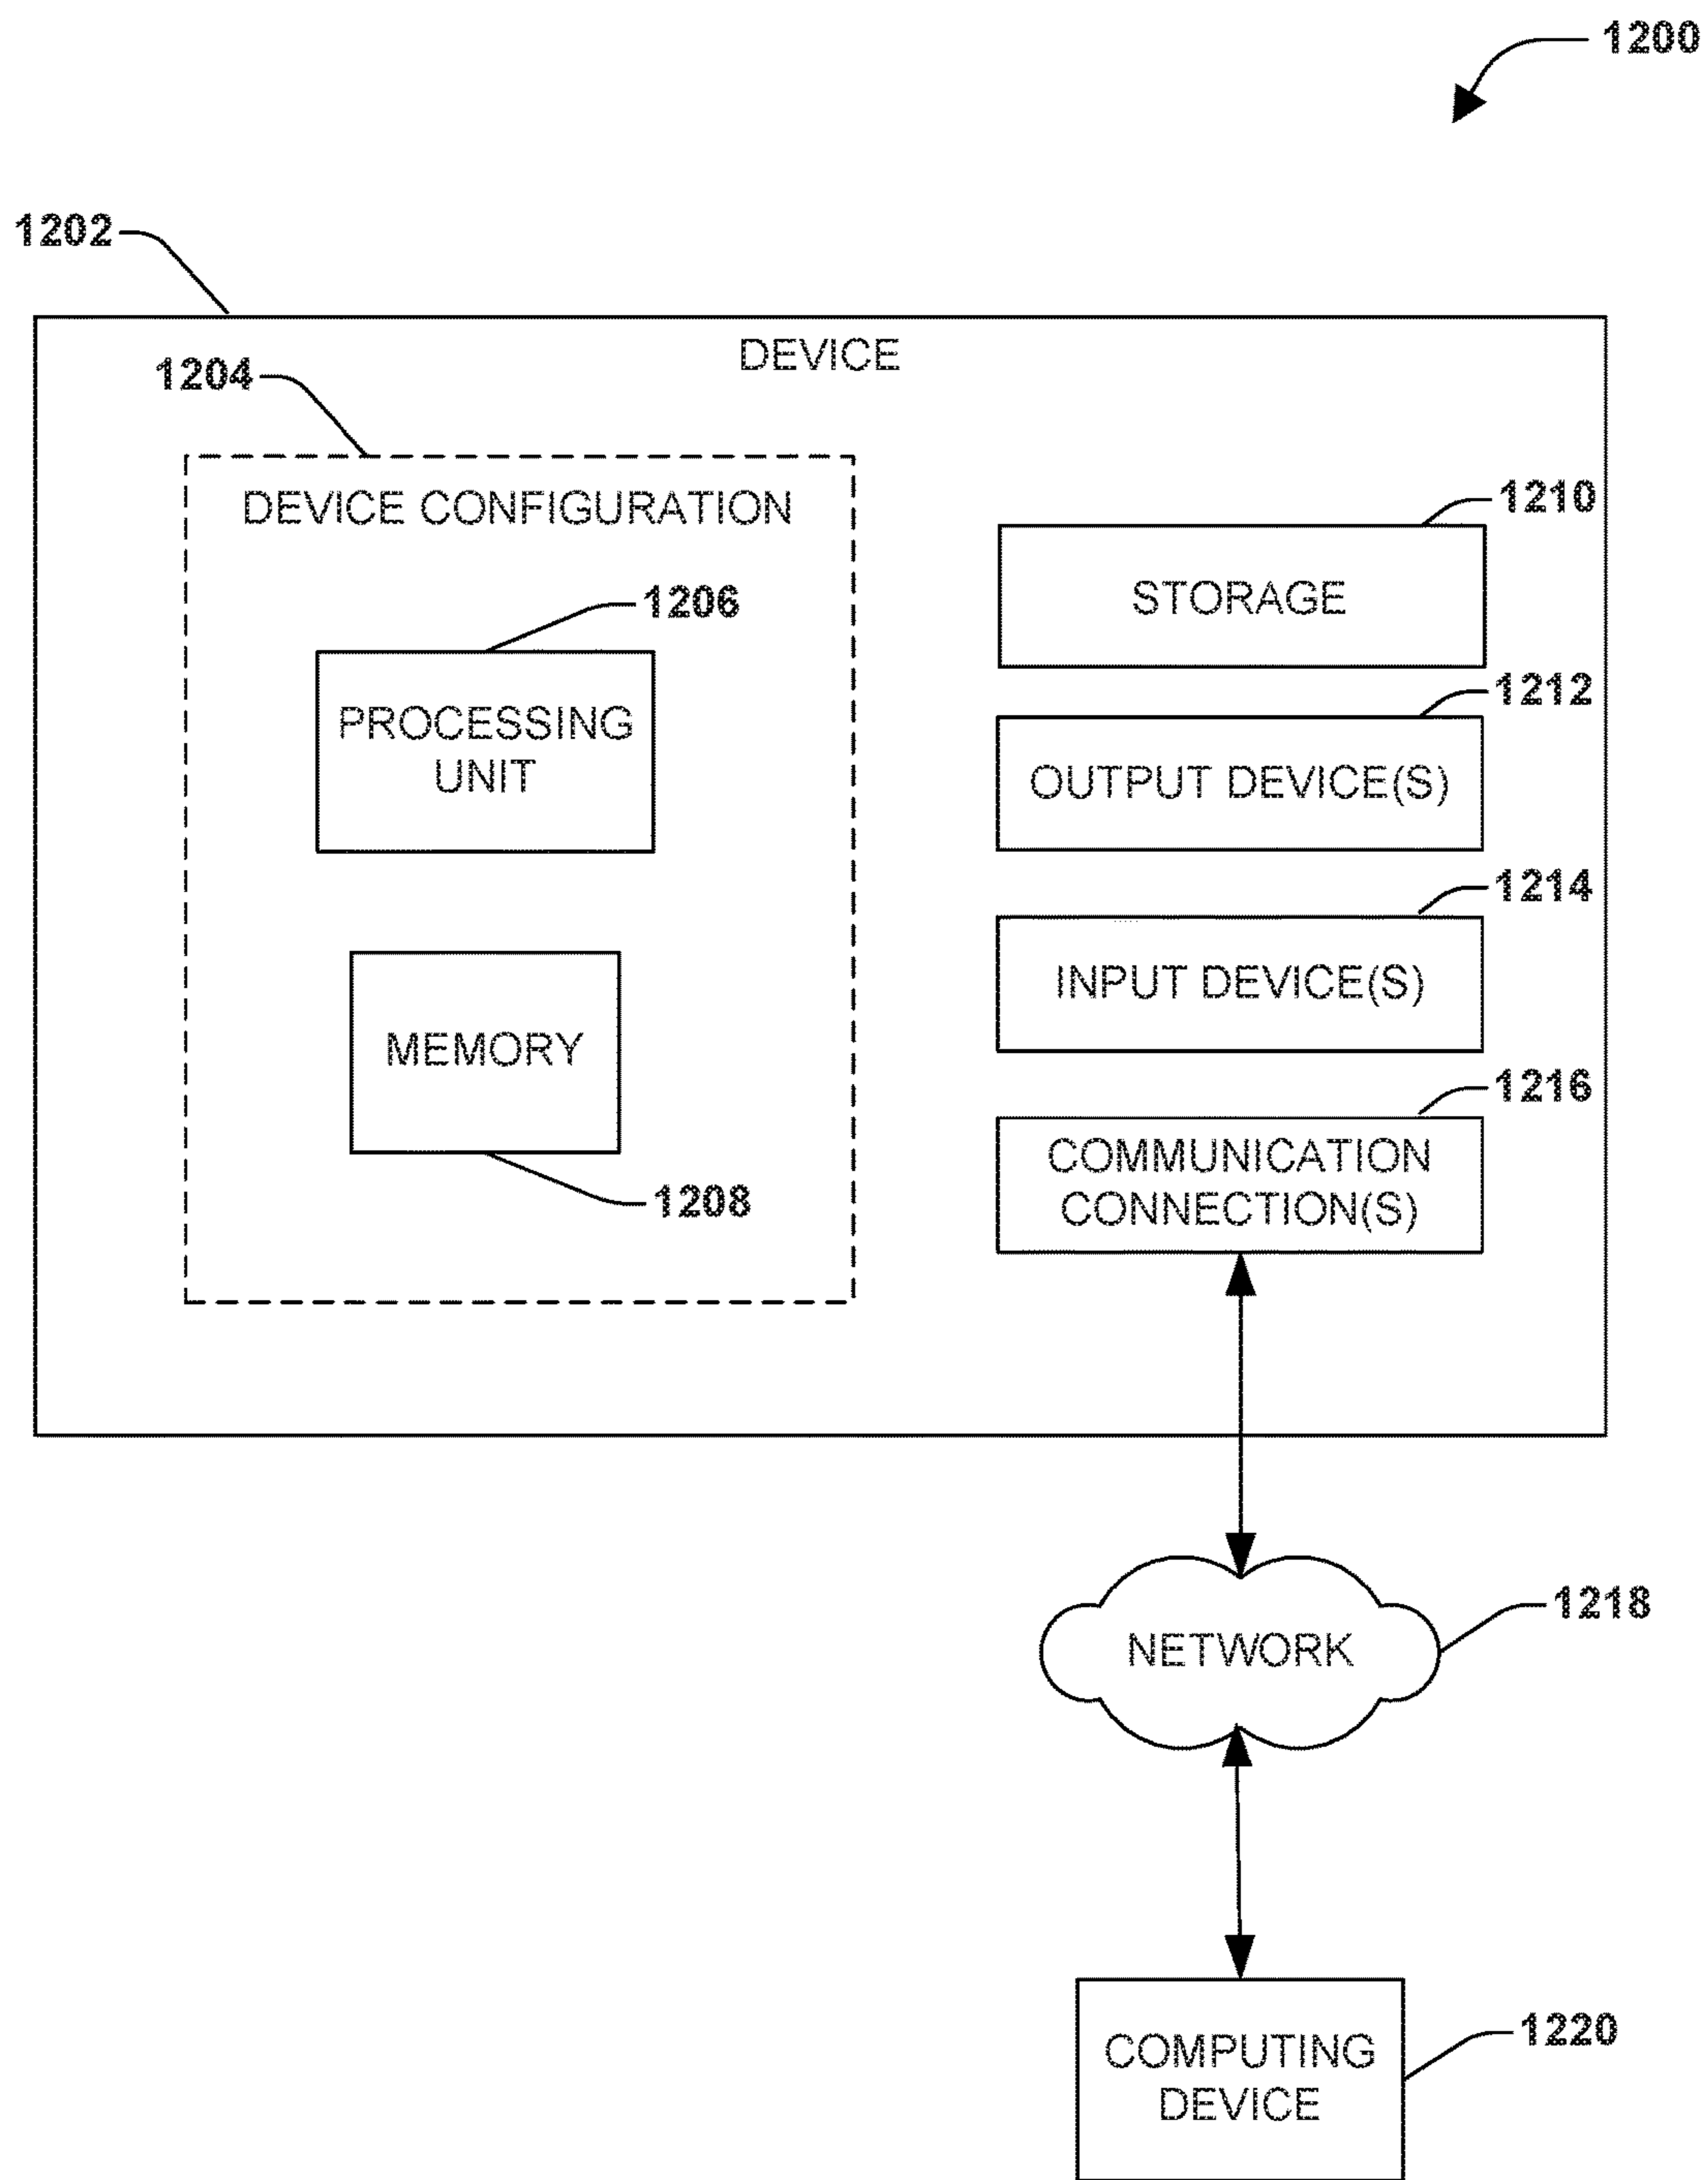 1200
1202
DEVICE
1204
DEVICE CONFIGURATION
1206
PROCESSING
UNIT
MEMORY
1208
1210
STORAGE
1212
OUTPUT DEVICE(S)
1214
INPUT DEVICE(S)
1216
COMMUNICATION
CONNECTION(S)
1218
NETWORK
1220
COMPUTING
DEVICE